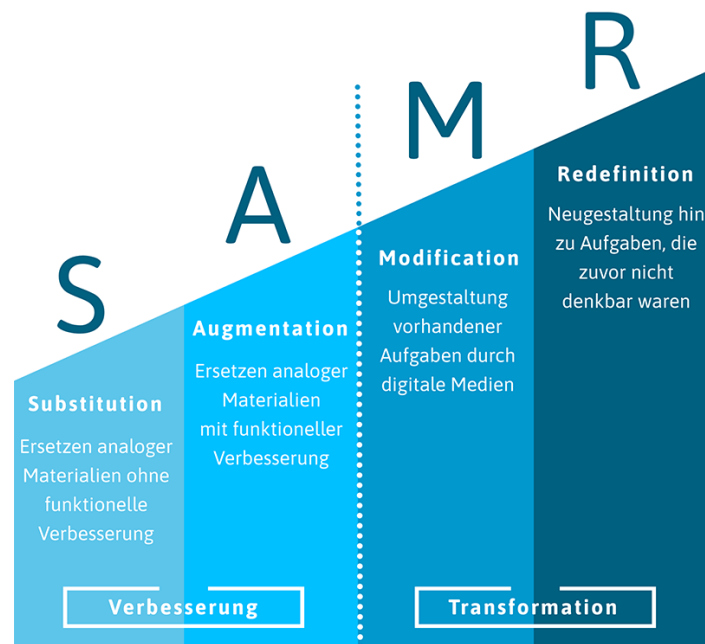 S
A
M
R
Substitution
Ersetzen analoger
Materialien ohne
funktionelle
Verbesserung
Augmentation
Ersetzen analoger
Materialien
mit funktioneller
Verbesserung
Modification
Umgestaltung
vorhandener
Aufgaben durch
digitale Medien
Redefinition
Neugestaltung hin
zu Aufgaben, die
zuvor nicht
denkbar waren
Verbesserung
Transformation